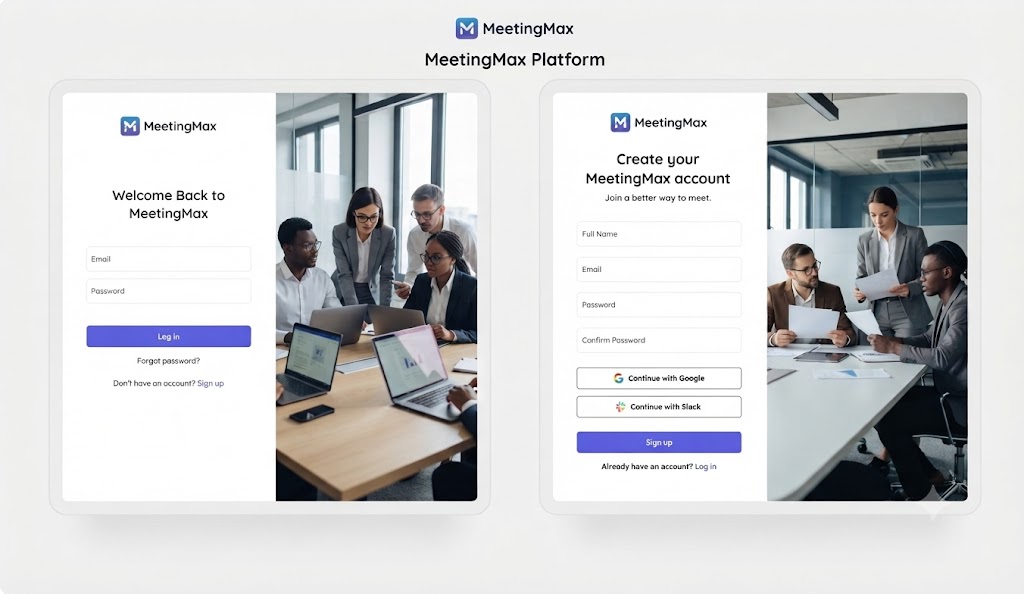 MeetingMax
MeetingMax Platform
MeetingMax
Welcome Back to
MeetingMax
Email
Password
Log in
Forgot password?
Don't have an account? Sign up
MeetingMax
Create your
MeetingMax account
Join a better way to meet.
Full Name
Email
Password
Confirm Password
Continue with Google
Continue with Slack
Sign up
Already have an account? Log in